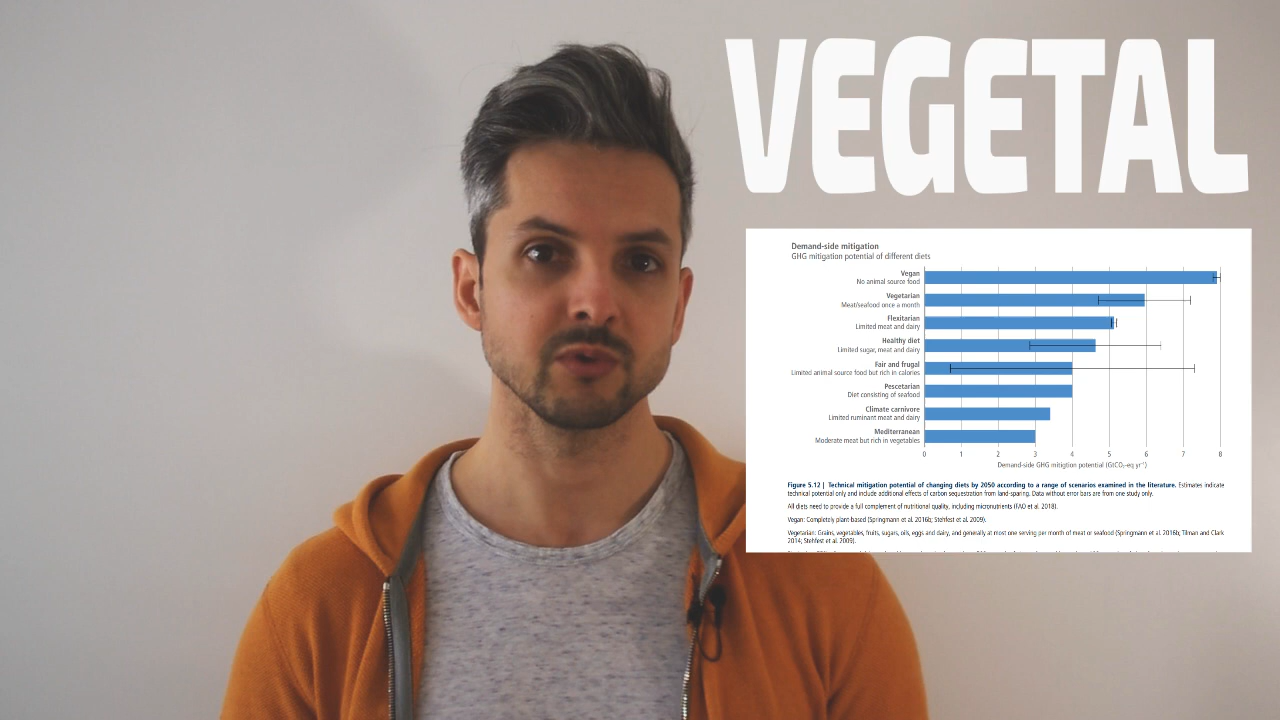 VEGETAL
Demand-side mitigation
GHG mitigation potential of different diets
Vegan
No animal source food
Vegetarian
Meat/seafood once a month
Flexitarian
Limited meat and dairy
Healthy diet
Limited sugar, meat and dairy
Fair and frugal
Limited animal source food but rich in calories
Pescetarian
Diet consisting of seafood
Climate carnivore
Limited ruminant meat and dairy
Mediterranean
Moderate meat but rich in vegetables
0 1 2 3 4 5 6 7 8
Demand-side GHG mitigtion potential (GtCO₂-eq yr⁻¹)
Figure 5.12 | Technical mitigation potential of changing diets by 2050 according to a range of scenarios examined in the literature. Estimates indicate
technical potential only and include additional effects of carbon sequestration from land-sparing. Data without error bars are from one study only.
All diets need to provide a full complement of nutritional quality, including micronutrients (FAO et al. 2018).
Vegan: Completely plant-based (Springmann et al. 2016b; Stehfest et al. 2009).
Vegetarian: Grains, vegetables, fruits, sugars, oils, eggs and dairy, and generally at most one serving per month of meat or seafood (Springmann et al. 2016b; Tilman and Clark
2014; Stehfest et al. 2009).